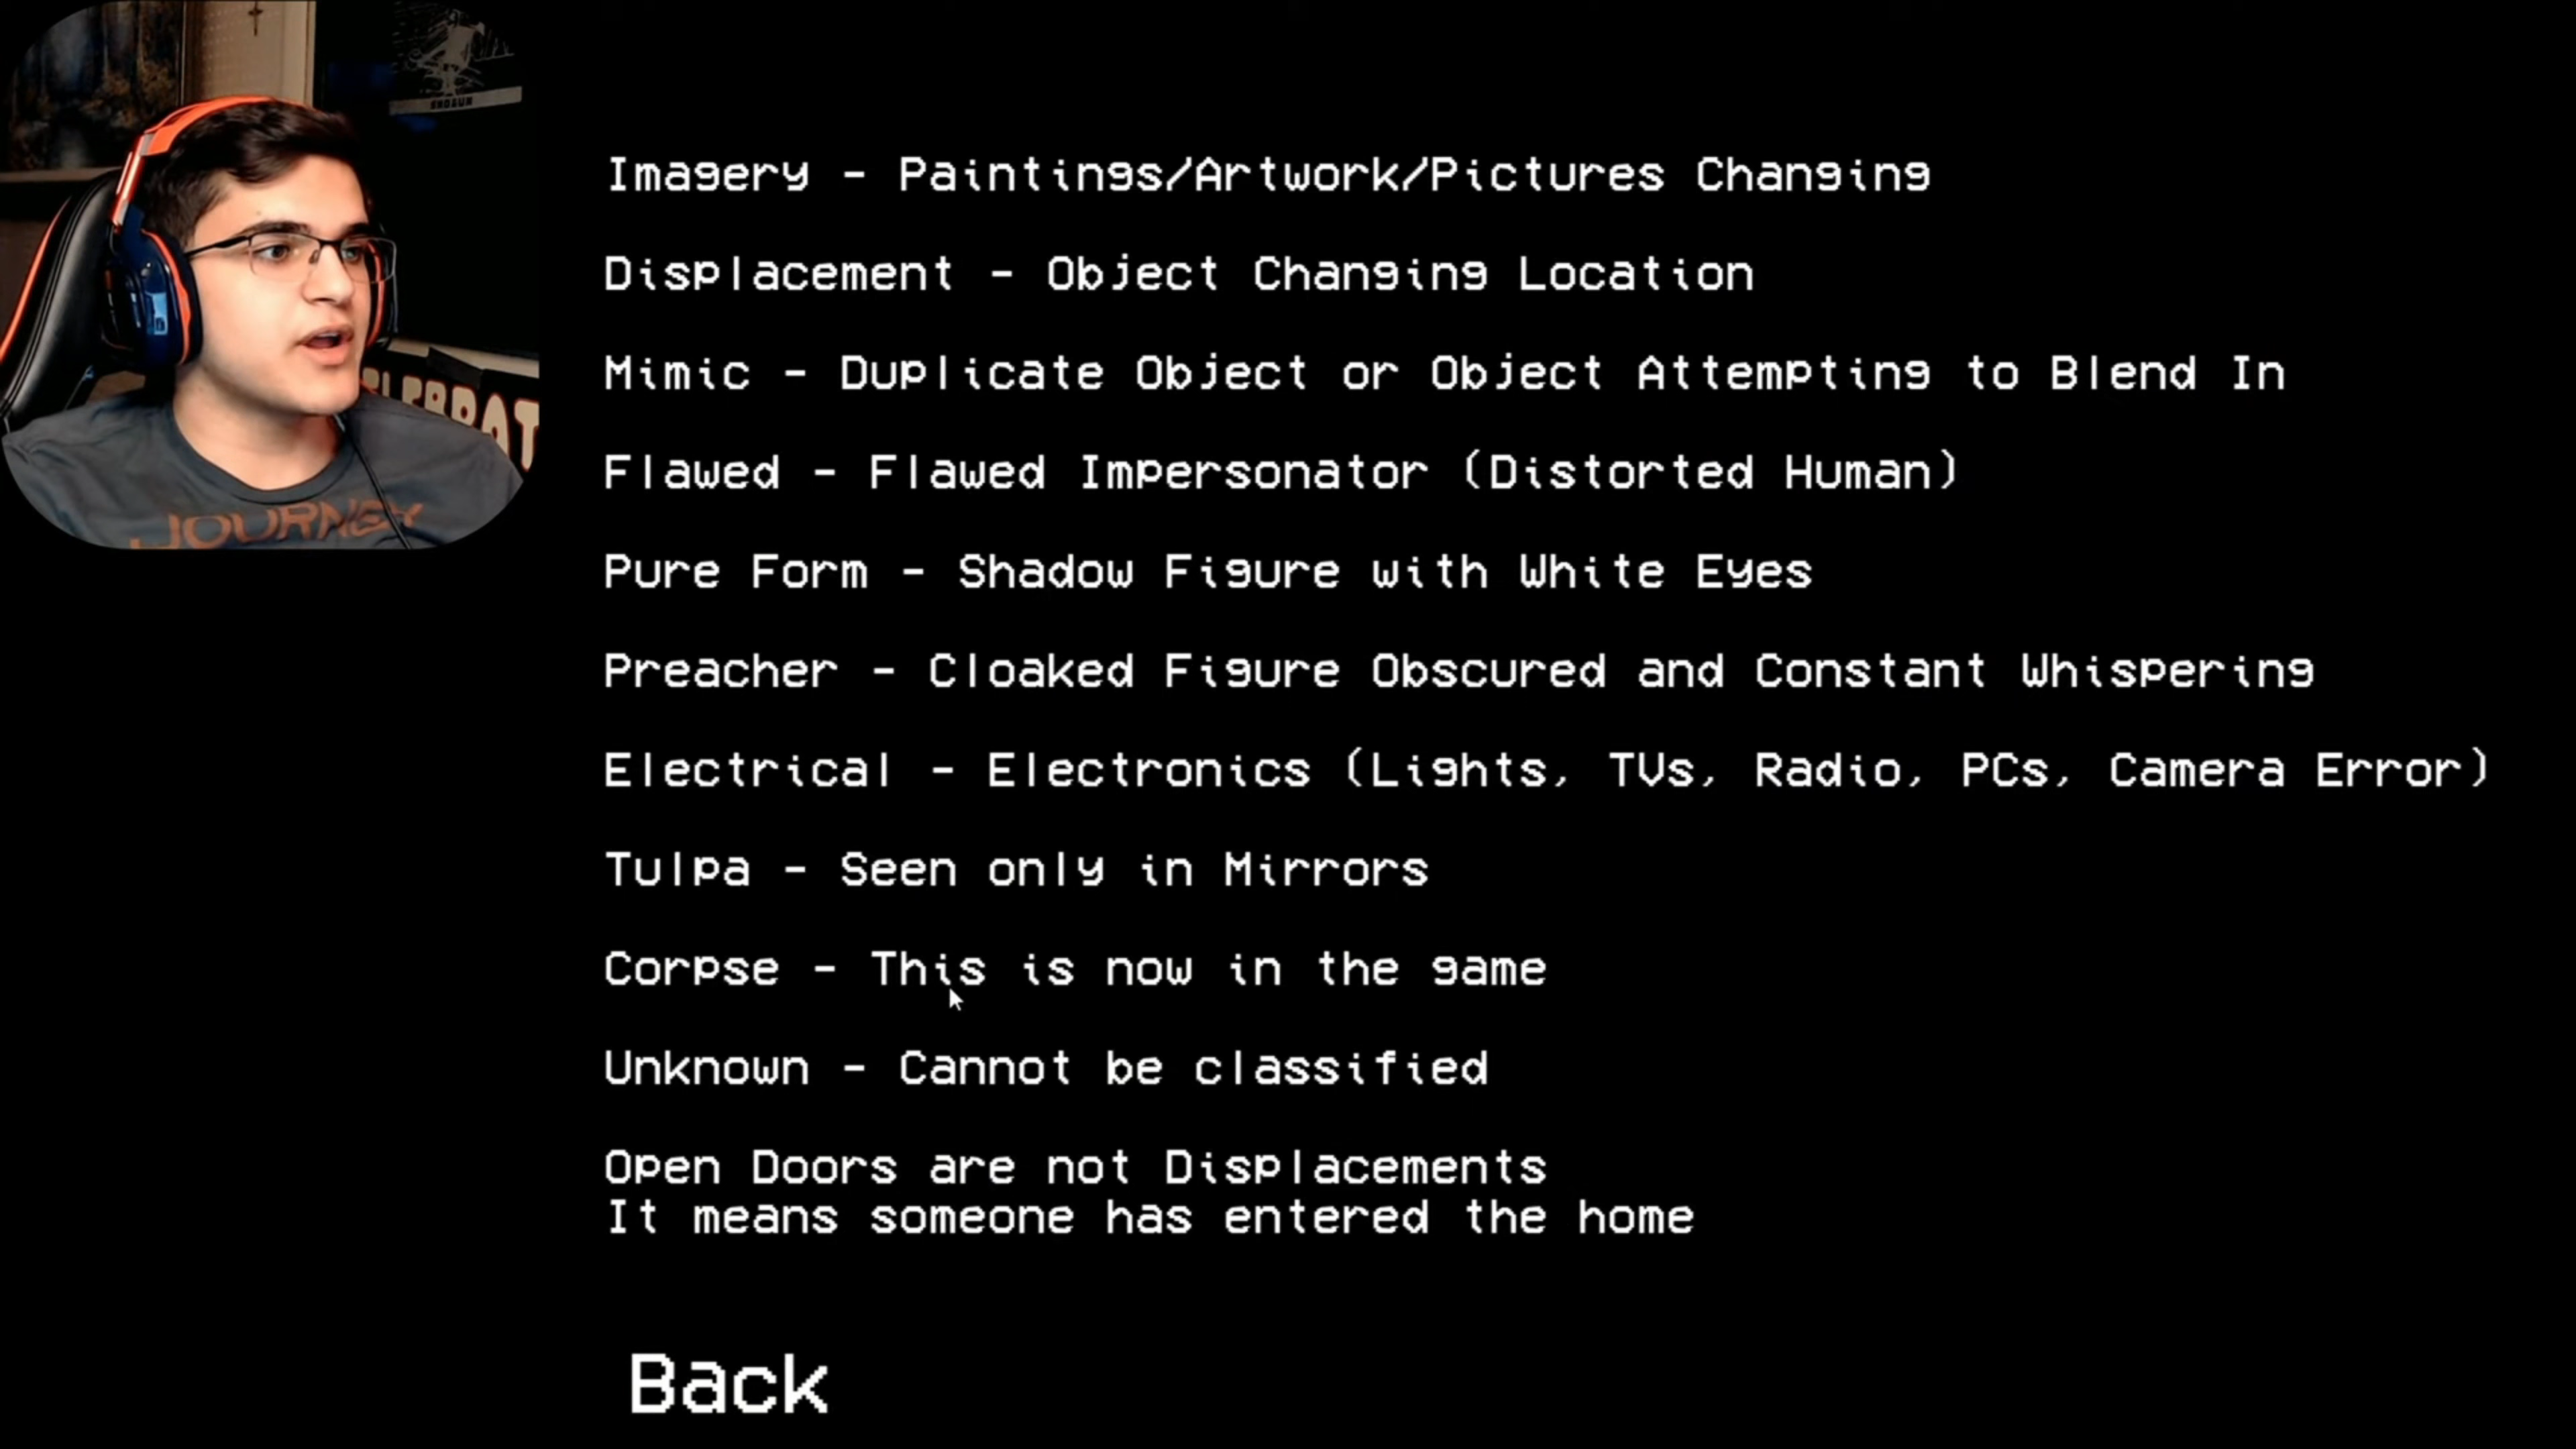 SHOGUN
JOURNEY
Imagery - Paintings/Artwork/Pictures Changing
Displacement - Object Changing Location
Mimic - Duplicate Object or Object Attempting to Blend In
Flawed - Flawed Impersonator (Distorted Human)
Pure Form - Shadow Figure with White Eyes
Preacher - Cloaked Figure Obscured and Constant Whispering
Electrical - Electronics (Lights, TVs, Radio, PCs, Camera Error)
Tulpa - Seen only in Mirrors
Corpse - This is now in the game
Unknown - Cannot be classified
Open Doors are not Displacements
It means someone has entered the home
Back